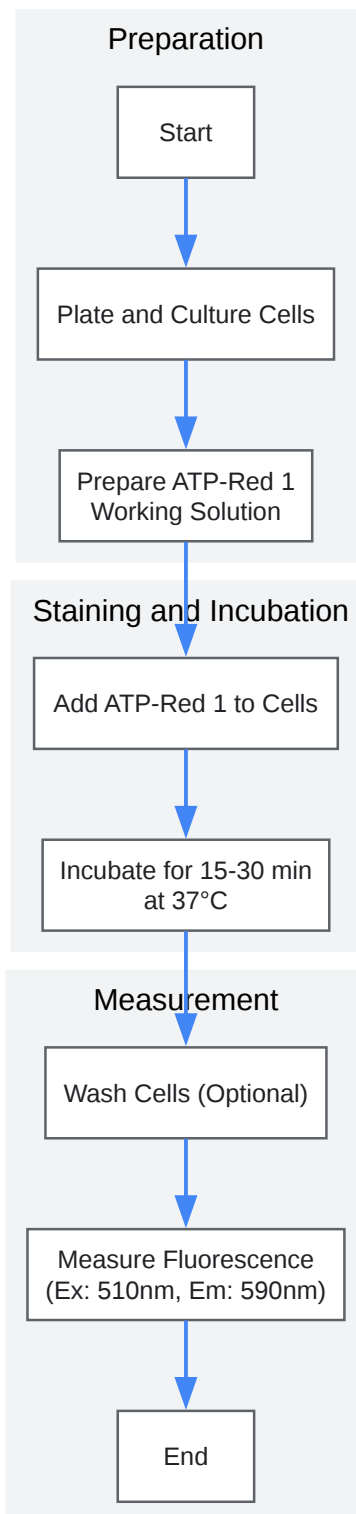 Preparation
Start
Plate and Culture Cells
Prepare ATP-Red 1
Working Solution
Staining and Incubation
Add ATP-Red 1 to Cells
Incubate for 15-30 min
at 37°C
Measurement
Wash Cells (Optional)
Measure Fluorescence
(Ex: 510nm, Em: 590nm)
End